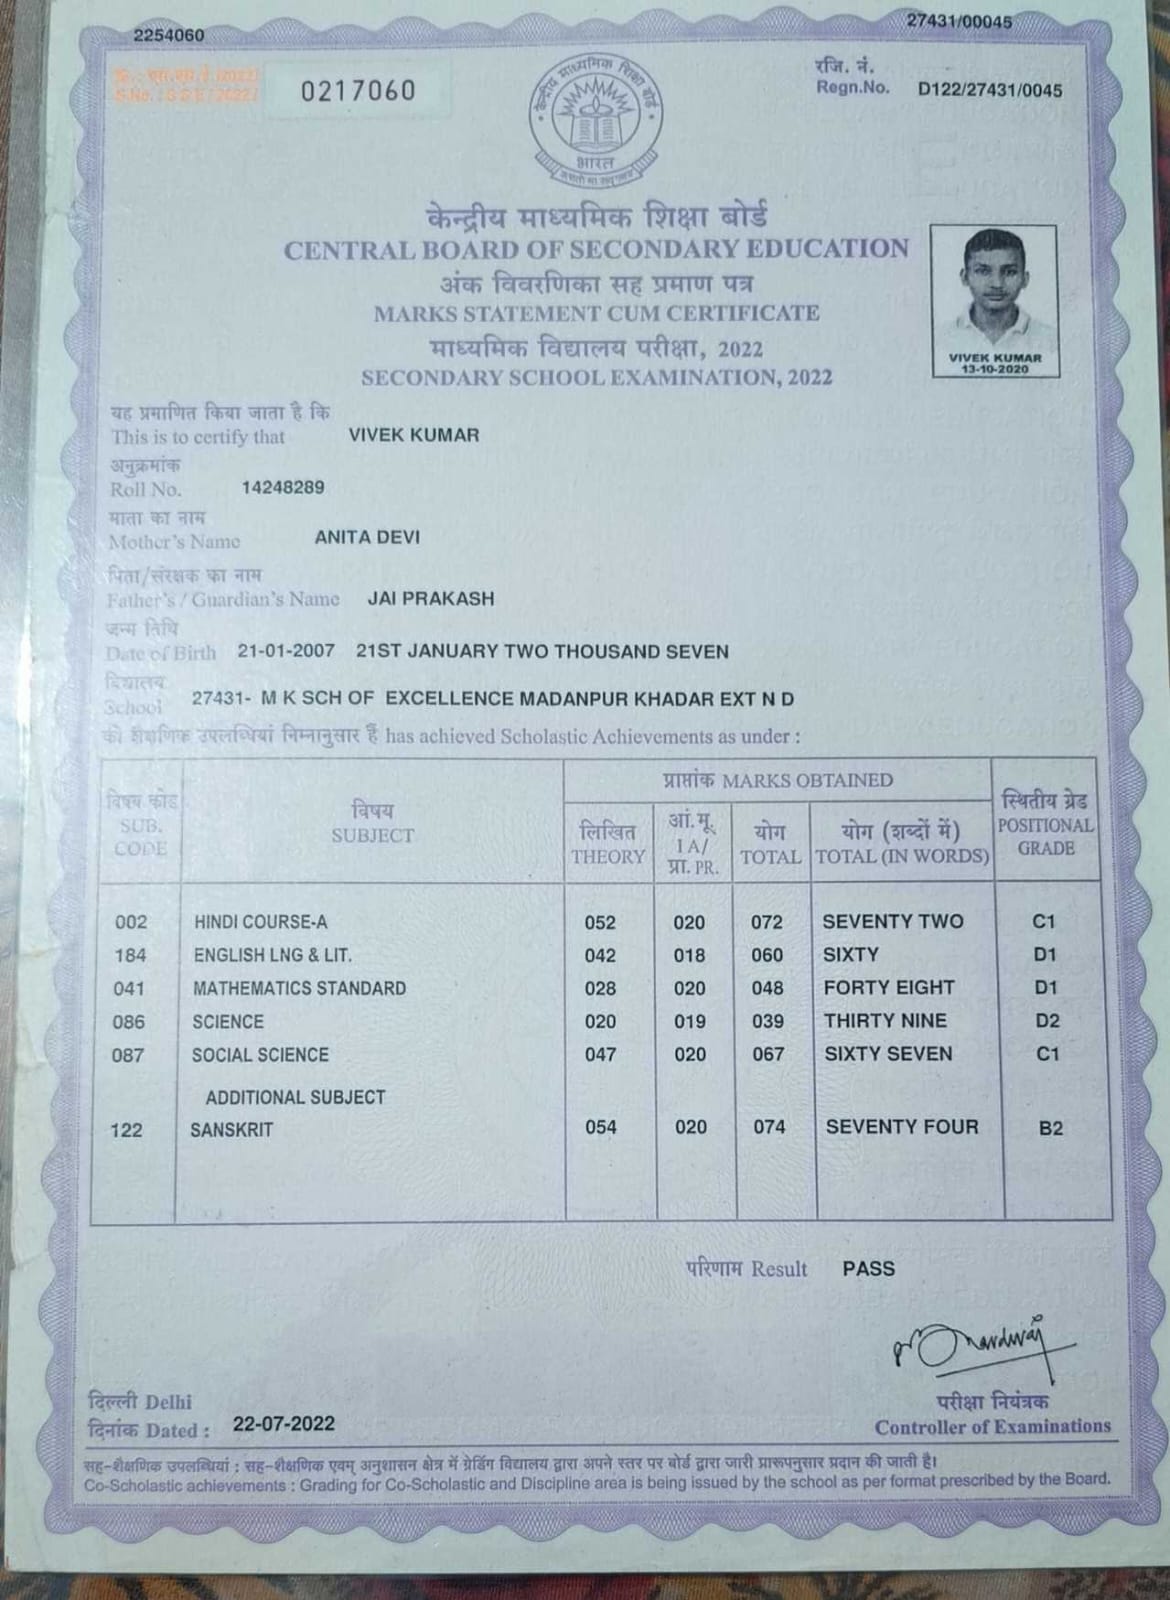 2254060
27431/00045
0217060
रजि. नं.
Regn.No. D122/27431/0045
केन्द्रीय माध्यमिक शिक्षा बोर्ड
भारत
असतो मा सद्गमय
केन्द्रीय माध्यमिक शिक्षा बोर्ड
CENTRAL BOARD OF SECONDARY EDUCATION
अंक विवरणिका सह प्रमाण पत्र
MARKS STATEMENT CUM CERTIFICATE
माध्यमिक विद्यालय परीक्षा, 2022
SECONDARY SCHOOL EXAMINATION, 2022
VIVEK KUMAR
13-10-2020
यह प्रमाणित किया जाता है कि
This is to certify that VIVEK KUMAR
अनुक्रमांक
Roll No. 14248289
माता का नाम
Mother's Name ANITA DEVI
पिता/संरक्षक का नाम
Father's / Guardian's Name JAI PRAKASH
जन्म तिथि
Date of Birth 21-01-2007 21ST JANUARY TWO THOUSAND SEVEN
विद्यालय
School 27431- M K SCH OF EXCELLENCE MADANPUR KHADAR EXT N D
की शैक्षणिक उपलब्धियां निम्नानुसार हैं has achieved Scholastic Achievements as under :
विषय कोड
SUB.
CODE
विषय
SUBJECT
प्राप्तांक MARKS OBTAINED
लिखित
THEORY
आं.मू.
I A/
प्रा. PR.
योग
TOTAL
योग (शब्दों में)
TOTAL (IN WORDS)
स्थितीय ग्रेड
POSITIONAL
GRADE
002 HINDI COURSE-A 052 020 072 SEVENTY TWO C1
184 ENGLISH LNG & LIT. 042 018 060 SIXTY D1
041 MATHEMATICS STANDARD 028 020 048 FORTY EIGHT D1
086 SCIENCE 020 019 039 THIRTY NINE D2
087 SOCIAL SCIENCE 047 020 067 SIXTY SEVEN C1
ADDITIONAL SUBJECT
122 SANSKRIT 054 020 074 SEVENTY FOUR B2
परिणाम Result PASS
दिल्ली Delhi
दिनांक Dated : 22-07-2022
परीक्षा नियंत्रक
Controller of Examinations
सह-शैक्षणिक उपलब्धियां : सह-शैक्षणिक एवम् अनुशासन क्षेत्र में ग्रेडिंग विद्यालय द्वारा अपने स्तर पर बोर्ड द्वारा जारी प्रारूपनुसार प्रदान की जाती है।
Co-Scholastic achievements : Grading for Co-Scholastic and Discipline area is being issued by the school as per format prescribed by the Board.